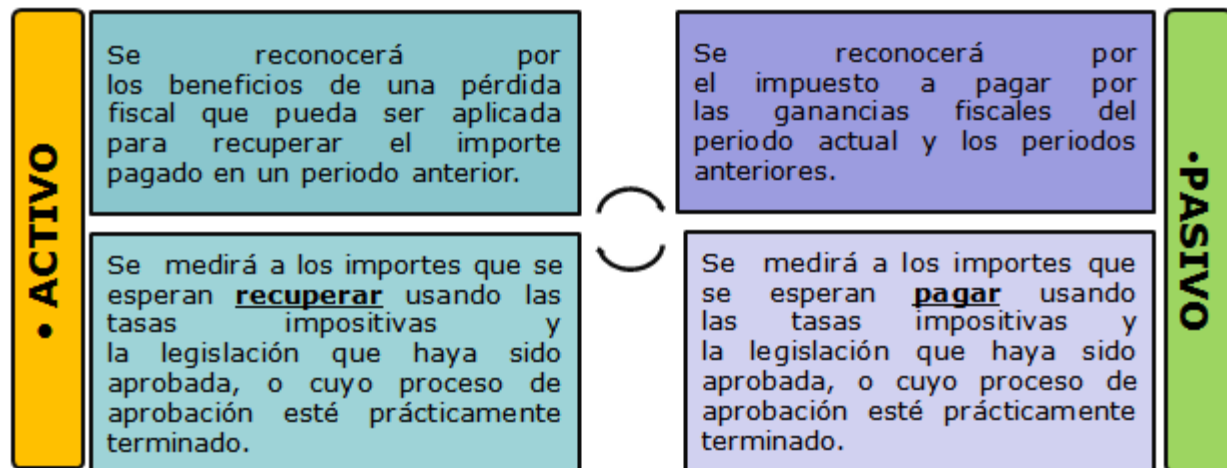 • ACTIVO
Se reconocerá por
los beneficios de una pérdida
fiscal que pueda ser aplicada
para recuperar el importe
pagado en un periodo anterior.
Se medirá a los importes que se
esperan recuperar usando las
tasas impositivas y
la legislación que haya sido
aprobada, o cuyo proceso de
aprobación esté prácticamente
terminado.
Se reconocerá por
el impuesto a pagar por
las ganancias fiscales del
periodo actual y los periodos
anteriores.
Se medirá a los importes que
se esperan pagar usando
las tasas impositivas y
la legislación que haya sido
aprobada, o cuyo proceso de
aprobación esté prácticamente
terminado.
•PASIVO